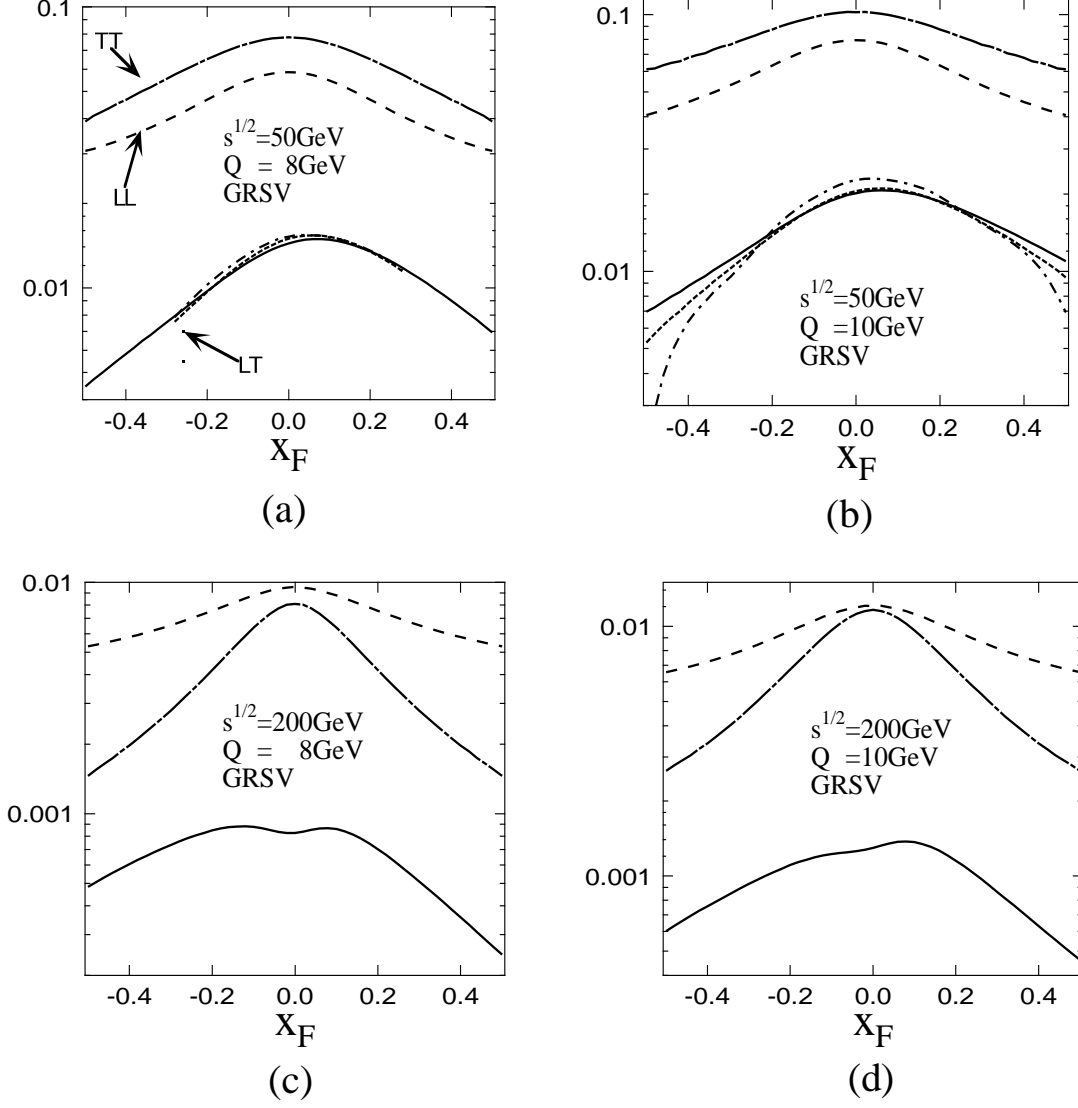 0.1
TT
s^{1/2}=50GeV
Q = 8GeV
GRSV
LL
0.01
LT
-0.4 -0.2 0.0 0.2 0.4
x_F
(a)
0.1
0.01
s^{1/2}=50GeV
Q =10GeV
GRSV
-0.4 -0.2 0.0 0.2 0.4
x_F
(b)
0.01
s^{1/2}=200GeV
Q = 8GeV
GRSV
0.001
-0.4 -0.2 0.0 0.2 0.4
x_F
(c)
0.01
s^{1/2}=200GeV
Q =10GeV
GRSV
0.001
-0.4 -0.2 0.0 0.2 0.4
x_F
(d)